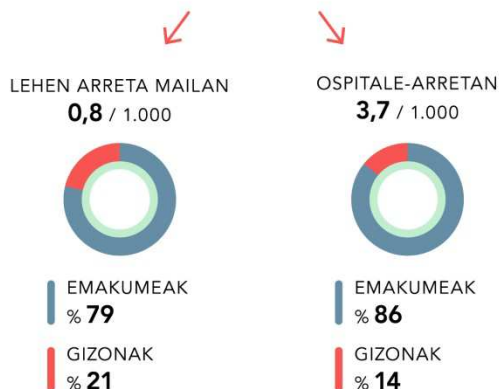 LEHEN ARRETA MAILAN
0,8 / 1.000
EMAKUMEAK
% 79
GIZONAK
% 21
OSPITALE-ARRETAN
3,7 / 1.000
EMAKUMEAK
% 86
GIZONAK
% 14